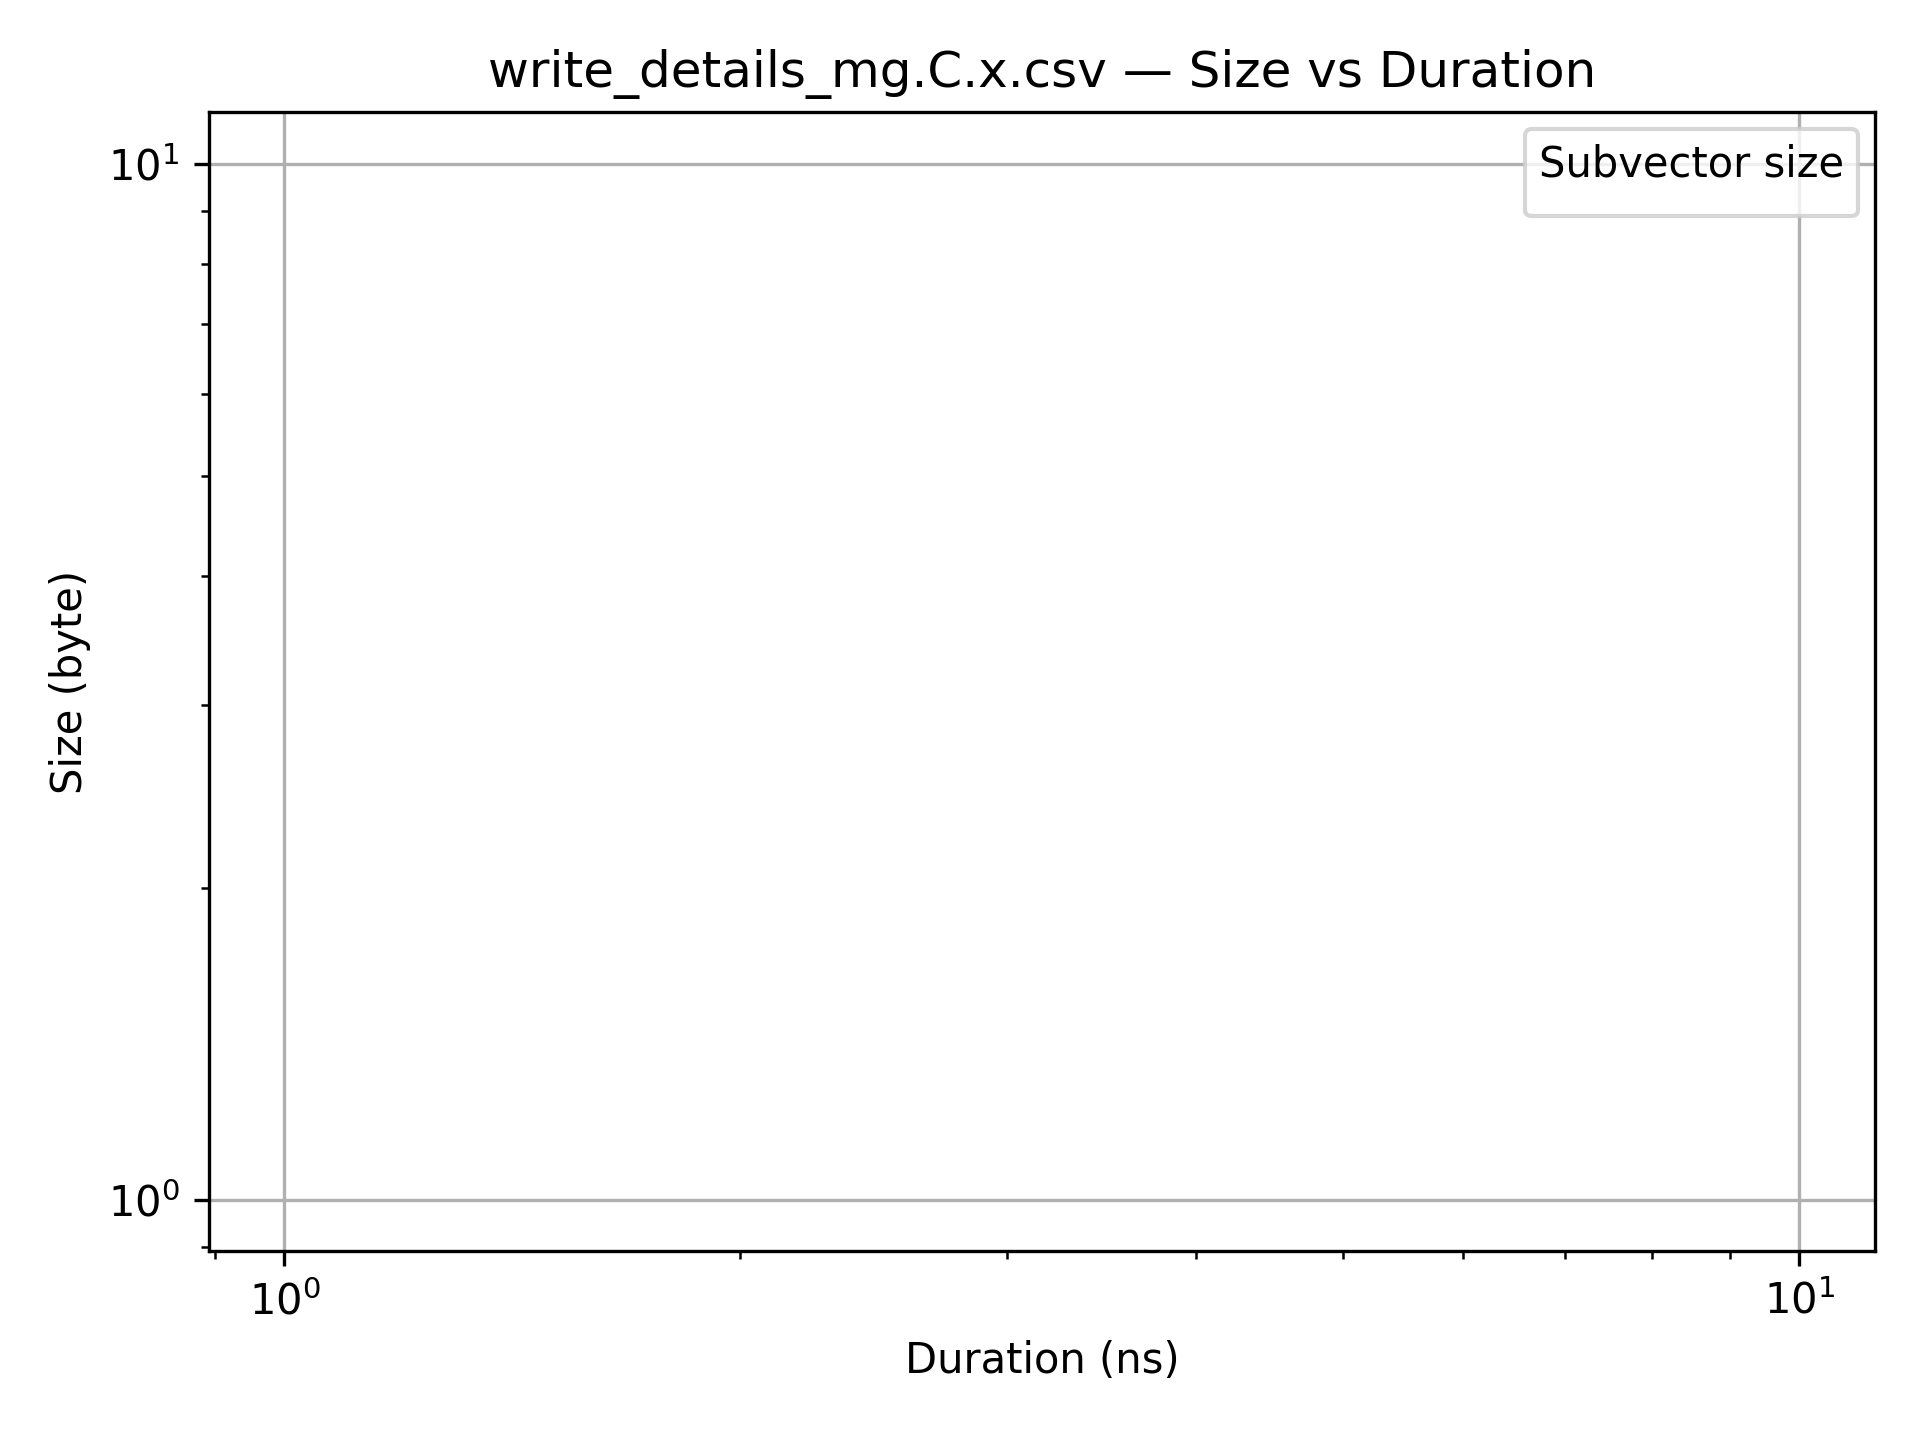 write_details_mg.C.x.csv — Size vs Duration
10¹
Subvector size
Size (byte)
10⁰
10⁰
10¹
Duration (ns)